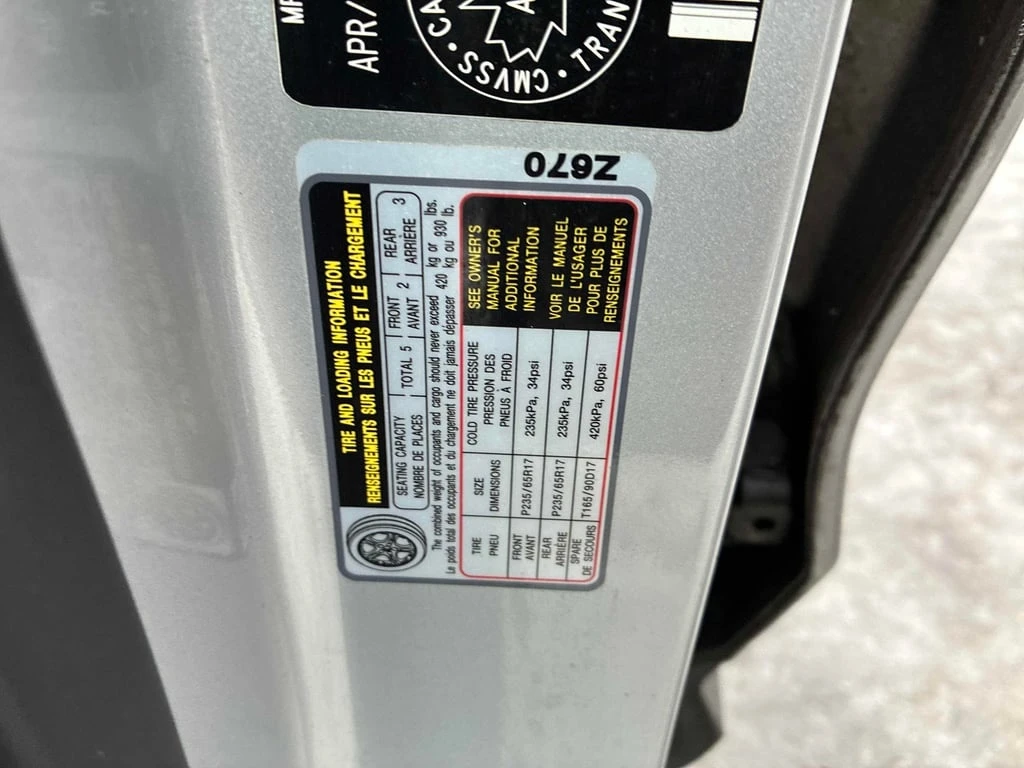 APR/
CMVSS
TRAN
Z670
TIRE AND LOADING INFORMATION
RENSEIGNEMENTS SUR LES PNEUS ET LE CHARGEMENT
SEATING CAPACITY TOTAL 5 FRONT 2 REAR 3
NOMBRE DE PLACES AVANT ARRIÈRE
The combined weight of occupants and cargo should never exceed 420 kg or 930 lbs.
Le poids total des occupants et du chargement ne doit jamais dépasser 420 kg ou 930 lb.
TIRE SIZE COLD TIRE PRESSURE
PNEU DIMENSIONS PRESSION DES
PNEUS À FROID
FRONT
AVANT P235/65R17 235kPa, 34psi
REAR
ARRIÈRE P235/65R17 235kPa, 34psi
SPARE
DE SECOURS T165/90D17 420kPa, 60psi
SEE OWNER'S
MANUAL FOR
ADDITIONAL
INFORMATION
VOIR LE MANUEL
DE L'USAGER
POUR PLUS DE
RENSEIGNEMENTS